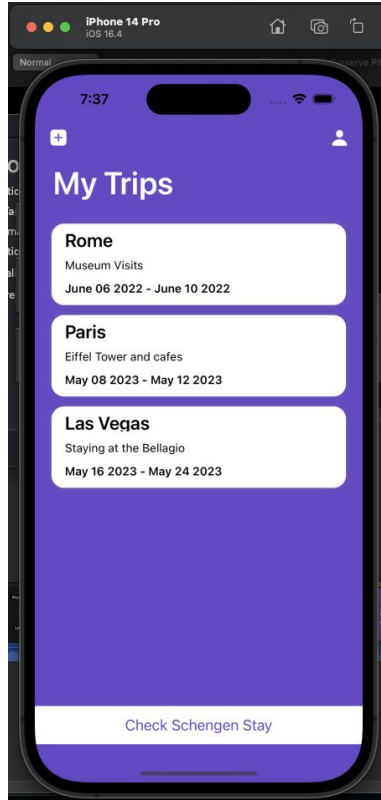 iPhone 14 Pro
iOS 16.4
Normal
7:37
My Trips
Rome
Museum Visits
June 06 2022 - June 10 2022
Paris
Eiffel Tower and cafes
May 08 2023 - May 12 2023
Las Vegas
Staying at the Bellagio
May 16 2023 - May 24 2023
Check Schengen Stay